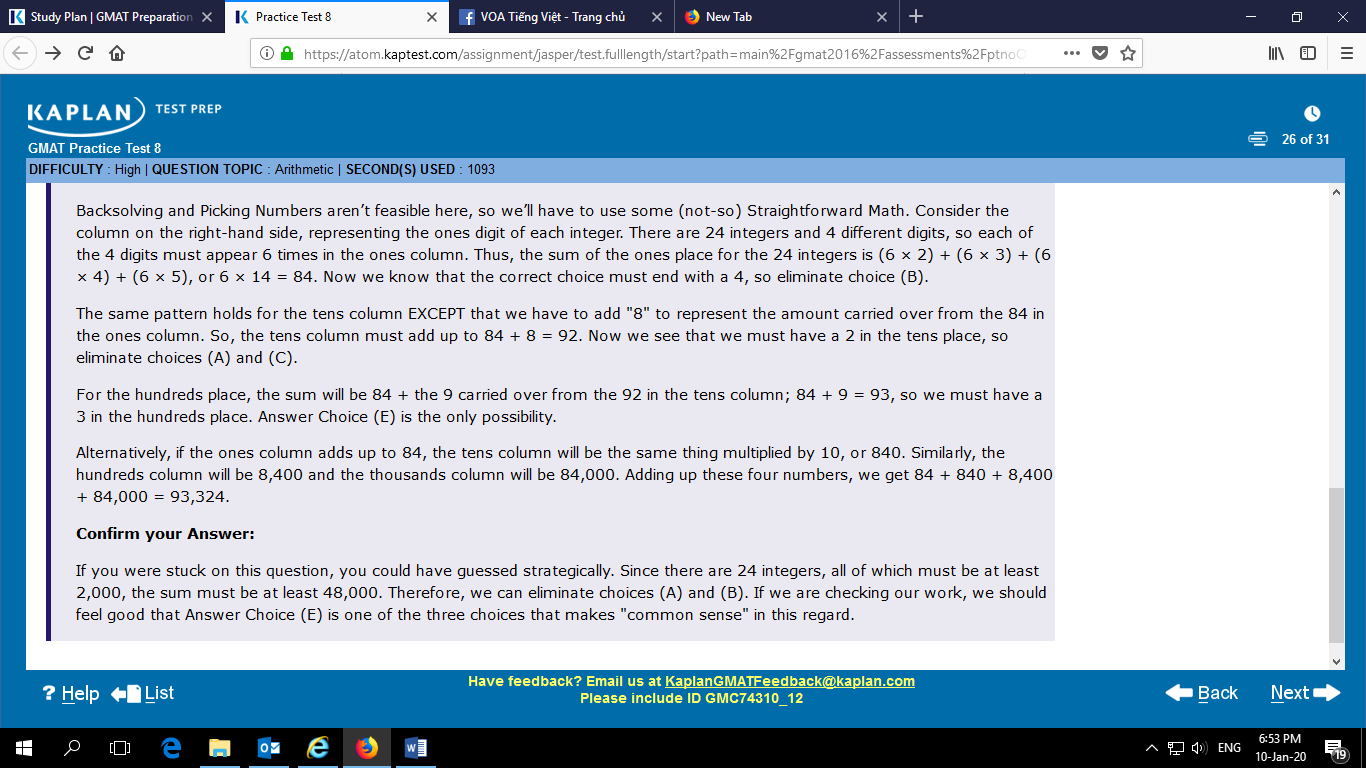 Study Plan | GMAT Preparation
Practice Test 8
VOA Tiếng Việt - Trang chủ
New Tab
https://atom.kaptest.com/assignment/jasper/test.fulllength/start?path=main%2Fgmat2016%2Fassessments%2Fptno
KAPLAN TEST PREP
GMAT Practice Test 8
26 of 31
DIFFICULTY : High | QUESTION TOPIC : Arithmetic | SECOND(S) USED : 1093
Backsolving and Picking Numbers aren’t feasible here, so we’ll have to use some (not-so) Straightforward Math. Consider the
column on the right-hand side, representing the ones digit of each integer. There are 24 integers and 4 different digits, so each of
the 4 digits must appear 6 times in the ones column. Thus, the sum of the ones place for the 24 integers is (6 × 2) + (6 × 3) + (6
× 4) + (6 × 5), or 6 × 14 = 84. Now we know that the correct choice must end with a 4, so eliminate choice (B).
The same pattern holds for the tens column EXCEPT that we have to add "8" to represent the amount carried over from the 84 in
the ones column. So, the tens column must add up to 84 + 8 = 92. Now we see that we must have a 2 in the tens place, so
eliminate choices (A) and (C).
For the hundreds place, the sum will be 84 + the 9 carried over from the 92 in the tens column; 84 + 9 = 93, so we must have a
3 in the hundreds place. Answer Choice (E) is the only possibility.
Alternatively, if the ones column adds up to 84, the tens column will be the same thing multiplied by 10, or 840. Similarly, the
hundreds column will be 8,400 and the thousands column will be 84,000. Adding up these four numbers, we get 84 + 840 + 8,400
+ 84,000 = 93,324.
Confirm your Answer:
If you were stuck on this question, you could have guessed strategically. Since there are 24 integers, all of which must be at least
2,000, the sum must be at least 48,000. Therefore, we can eliminate choices (A) and (B). If we are checking our work, we should
feel good that Answer Choice (E) is one of the three choices that makes "common sense" in this regard.
? Help List
Have feedback? Email us at KaplanGMATFeedback@kaplan.com
Please include ID GMC74310_12
Back Next
ENG
6:53 PM
10-Jan-20
19